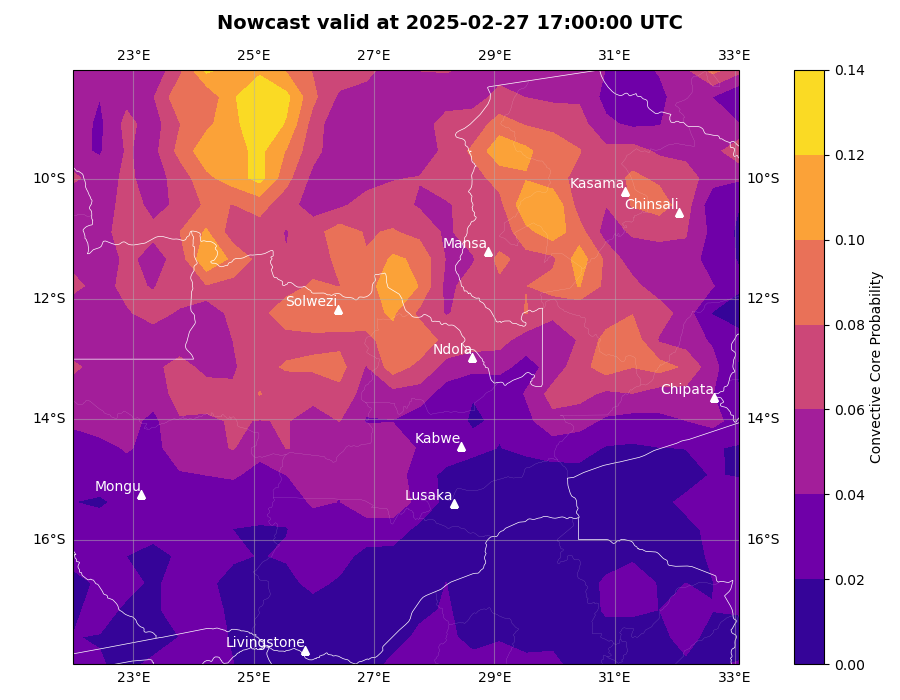 Nowcast valid at 2025-02-27 17:00:00 UTC
23°E 25°E 27°E 29°E 31°E 33°E
0.14
0.12
10°S 10°S
Kasama
Chinsali
0.10
Mansa
12°S 12°S
Solwezi
0.08
Ndola
Chipata
0.06
14°S 14°S
Kabwe
Mongu
Lusaka
0.04
16°S 16°S
0.02
Livingstone
0.00
23°E 25°E 27°E 29°E 31°E 33°E
Convective Core Probability